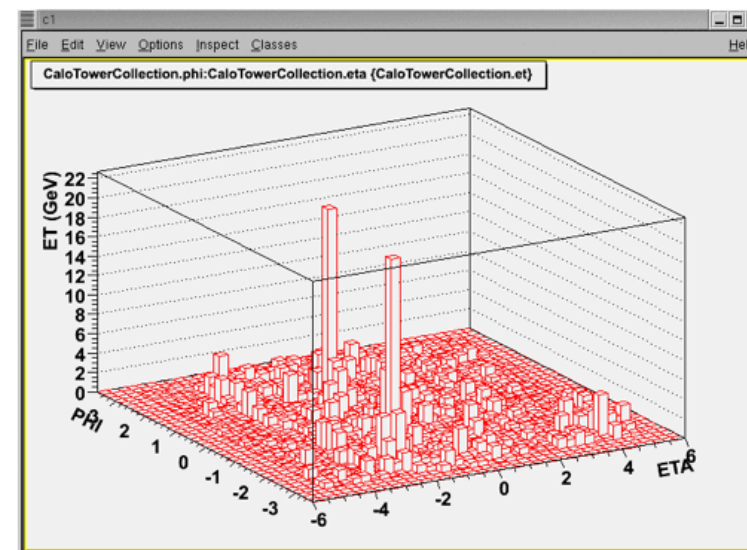 c1
File Edit View Options Inspect Classes Hel
CaloTowerCollection.phi:CaloTowerCollection.eta {CaloTowerCollection.et}
ET (GeV)
22
20
18
16
14
12
10
8
6
4
2
0
PHI
3 2 1 0 -1 -2 -3
-6 -4 -2 0 2 4 6
ETA